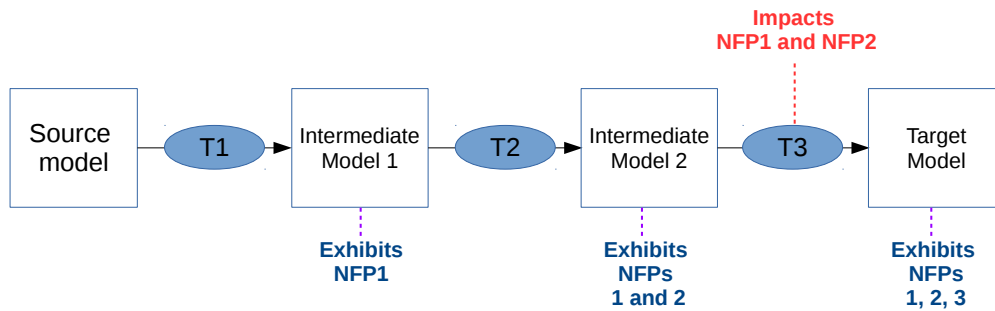 Impacts
NFP1 and NFP2
Source
model
T1
Intermediate
Model 1
T2
Intermediate
Model 2
T3
Target
Model
Exhibits
NFP1
Exhibits
NFPs
1 and 2
Exhibits
NFPs
1, 2, 3